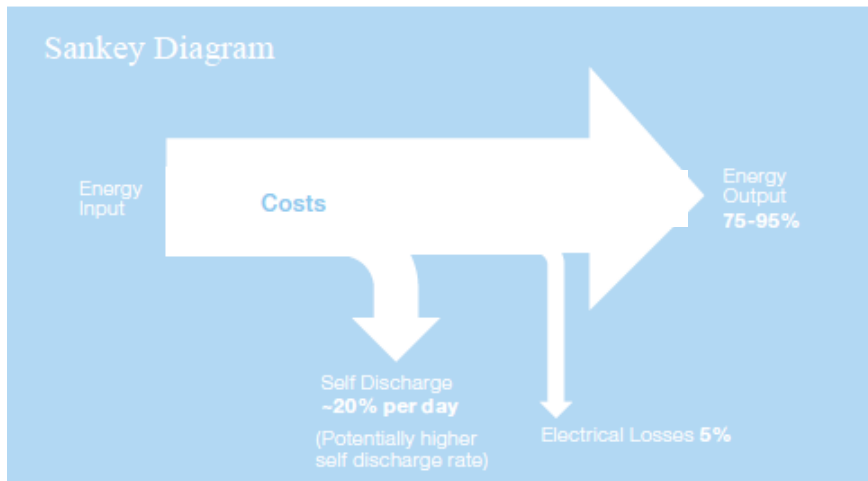 Sankey Diagram
Energy
Input
Costs
Energy
Output
75-95%
Self Discharge
~20% per day
(Potentially higher
self discharge rate)
Electrical Losses 5%